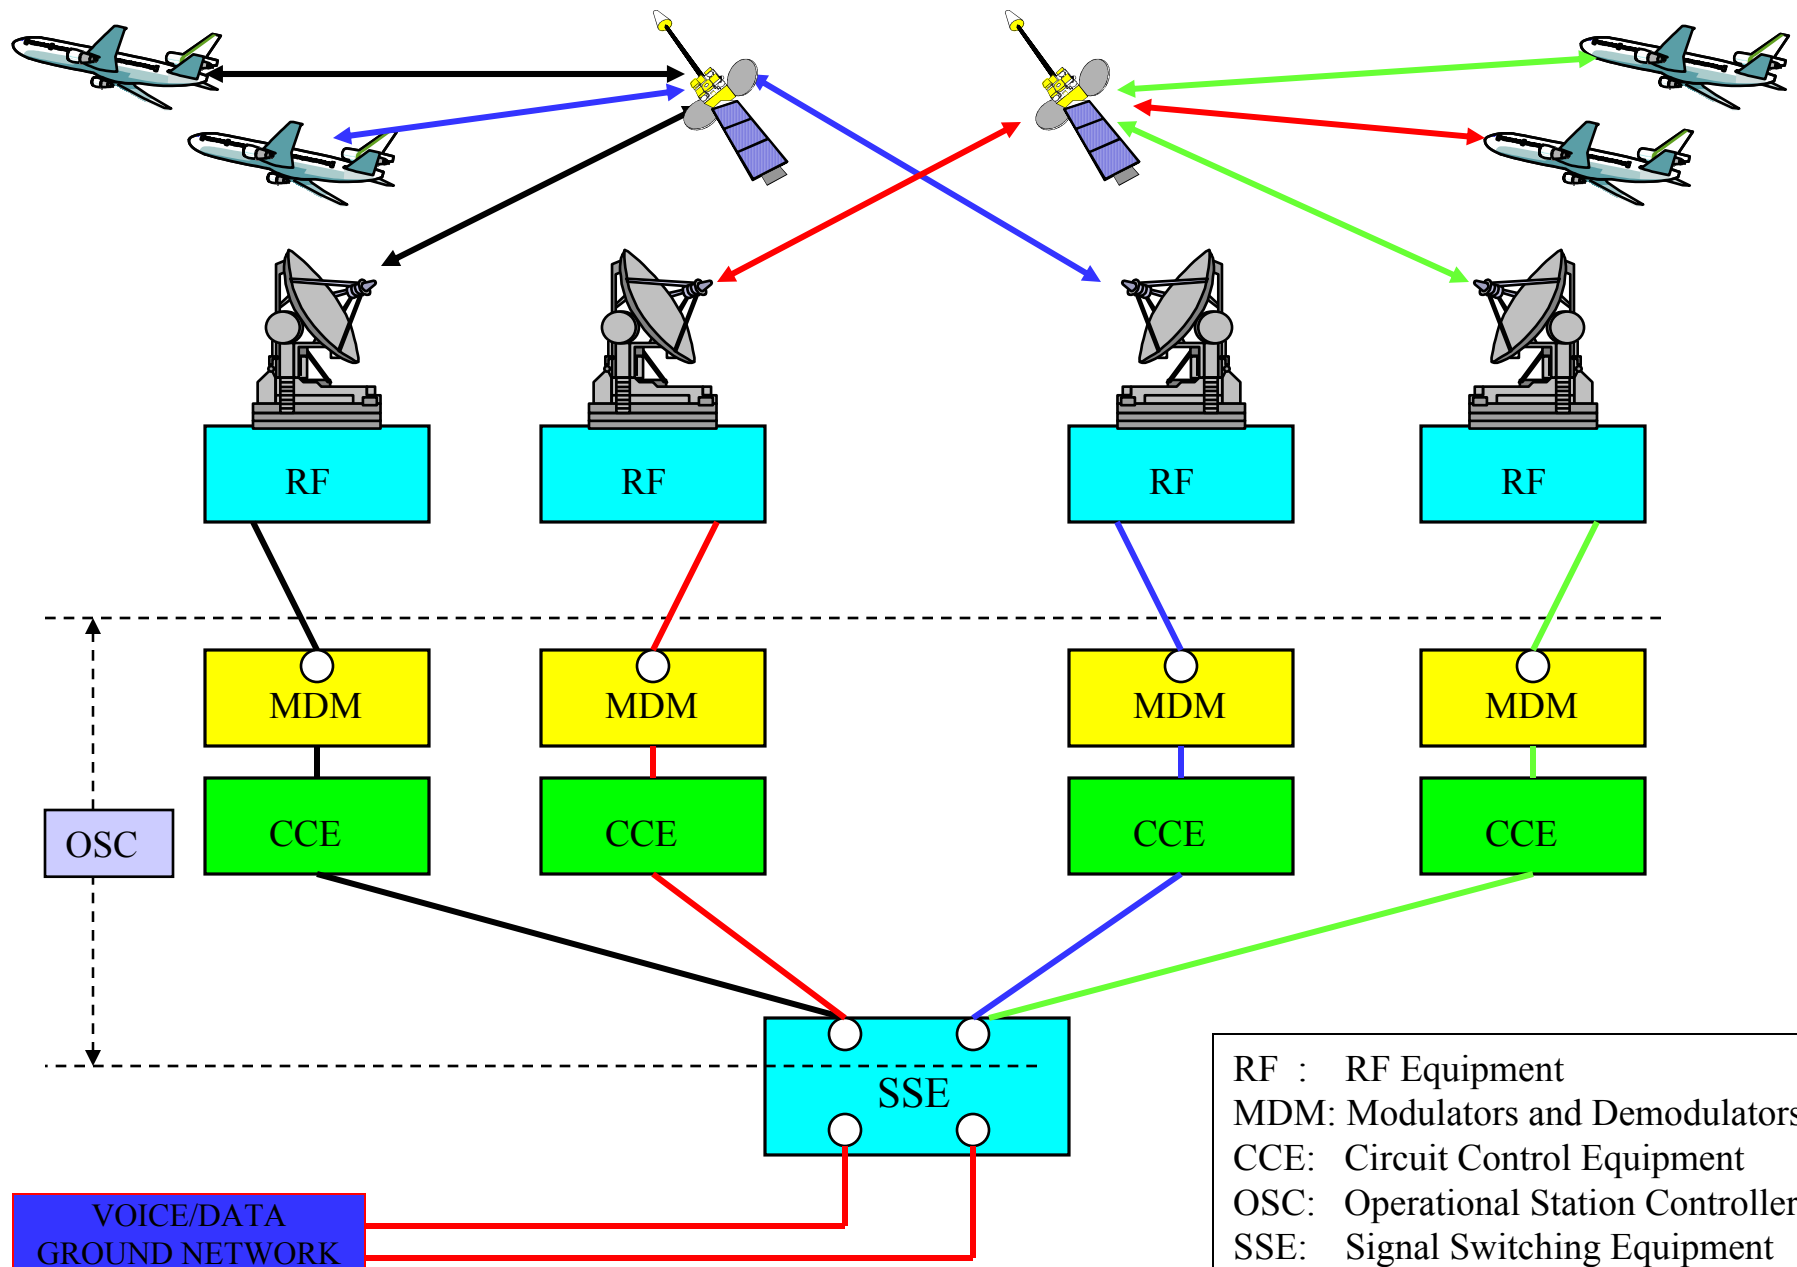 RF RF RF RF
MDM MDM MDM MDM
OSC CCE CCE CCE CCE
SSE
RF : RF Equipment
MDM: Modulators and Demodulators
CCE: Circuit Control Equipment
OSC: Operational Station Controller
SSE: Signal Switching Equipment
VOICE/DATA
GROUND NETWORK